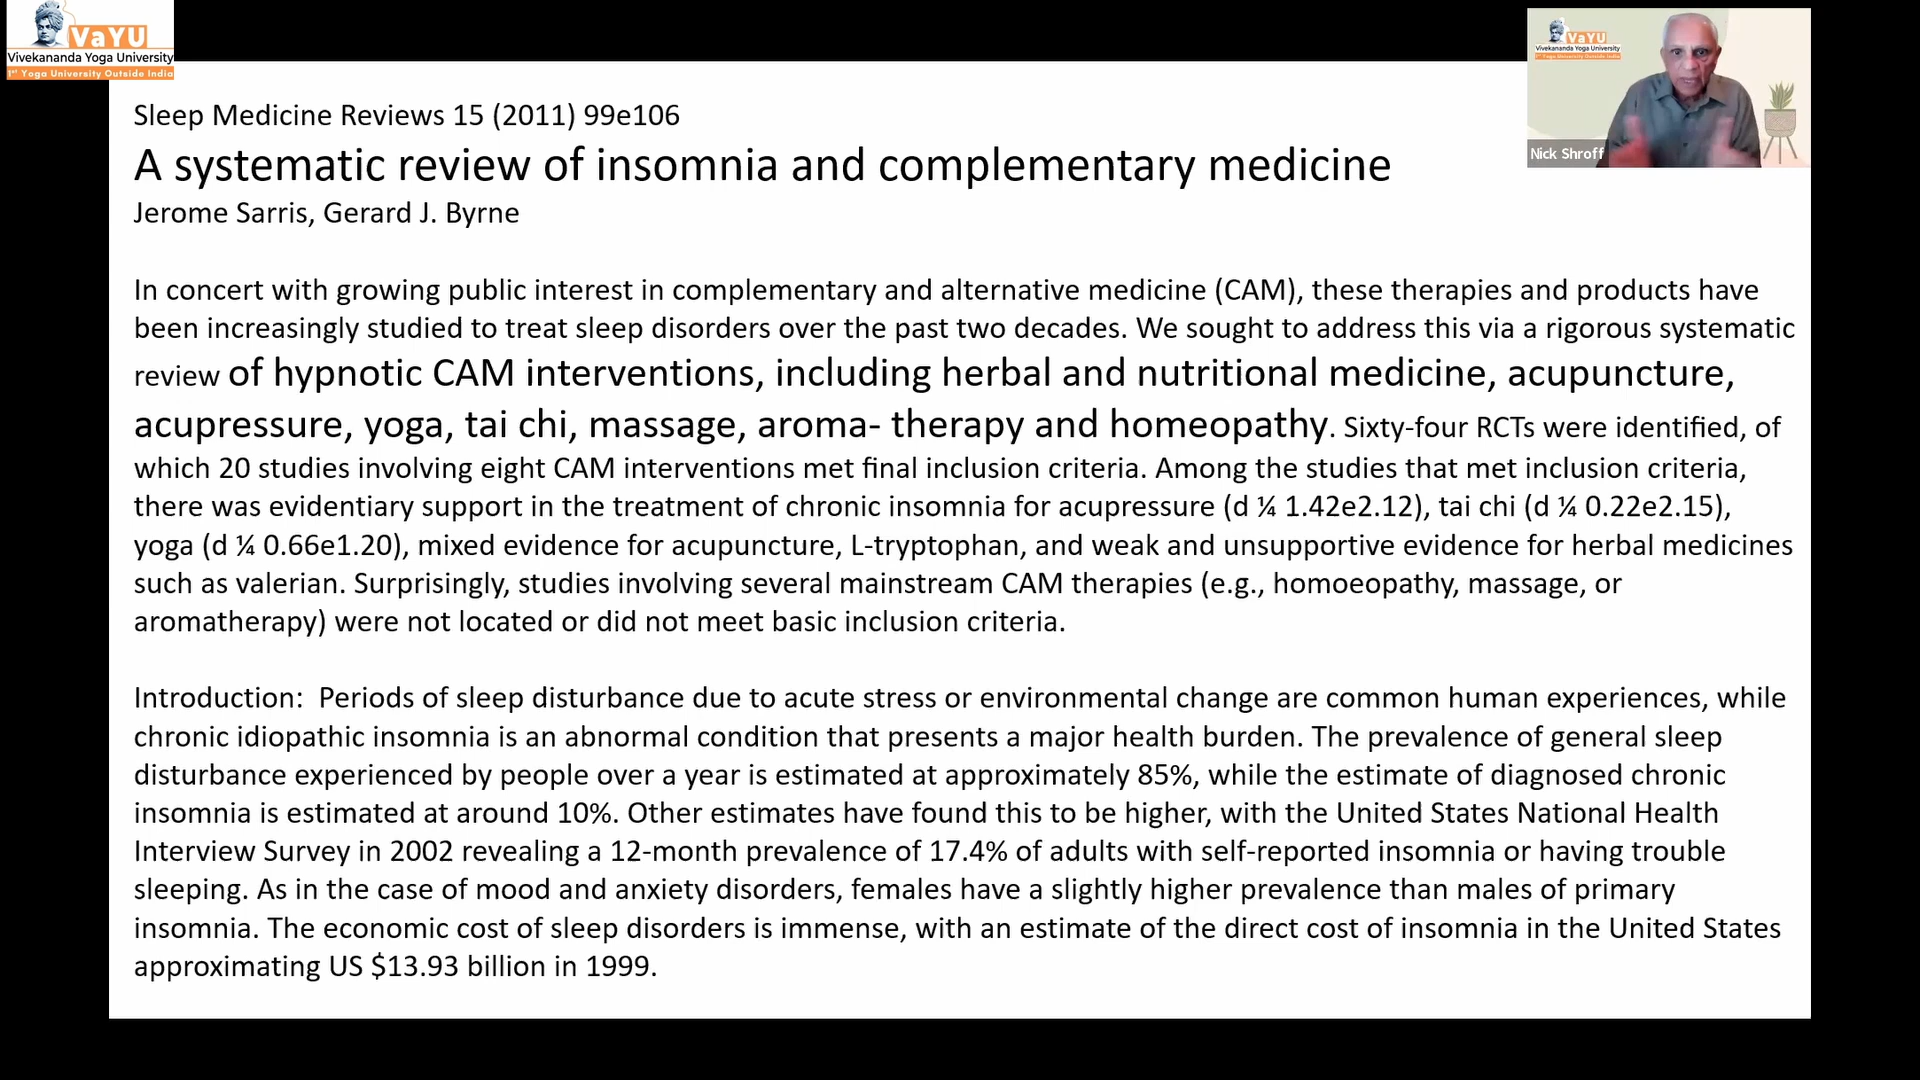 VaYU
Vivekananda Yoga University
1st Yoga University Outside India
VaYU
Vivekananda Yoga University
1st Yoga University Outside India
Nick Shroff
Sleep Medicine Reviews 15 (2011) 99e106
A systematic review of insomnia and complementary medicine
Jerome Sarris, Gerard J. Byrne
In concert with growing public interest in complementary and alternative medicine (CAM), these therapies and products have
been increasingly studied to treat sleep disorders over the past two decades. We sought to address this via a rigorous systematic
review of hypnotic CAM interventions, including herbal and nutritional medicine, acupuncture,
acupressure, yoga, tai chi, massage, aroma- therapy and homeopathy. Sixty-four RCTs were identified, of
which 20 studies involving eight CAM interventions met final inclusion criteria. Among the studies that met inclusion criteria,
there was evidentiary support in the treatment of chronic insomnia for acupressure (d ¼ 1.42e2.12), tai chi (d ¼ 0.22e2.15),
yoga (d ¼ 0.66e1.20), mixed evidence for acupuncture, L-tryptophan, and weak and unsupportive evidence for herbal medicines
such as valerian. Surprisingly, studies involving several mainstream CAM therapies (e.g., homoeopathy, massage, or
aromatherapy) were not located or did not meet basic inclusion criteria.
Introduction:  Periods of sleep disturbance due to acute stress or environmental change are common human experiences, while
chronic idiopathic insomnia is an abnormal condition that presents a major health burden. The prevalence of general sleep
disturbance experienced by people over a year is estimated at approximately 85%, while the estimate of diagnosed chronic
insomnia is estimated at around 10%. Other estimates have found this to be higher, with the United States National Health
Interview Survey in 2002 revealing a 12-month prevalence of 17.4% of adults with self-reported insomnia or having trouble
sleeping. As in the case of mood and anxiety disorders, females have a slightly higher prevalence than males of primary
insomnia. The economic cost of sleep disorders is immense, with an estimate of the direct cost of insomnia in the United States
approximating US $13.93 billion in 1999.